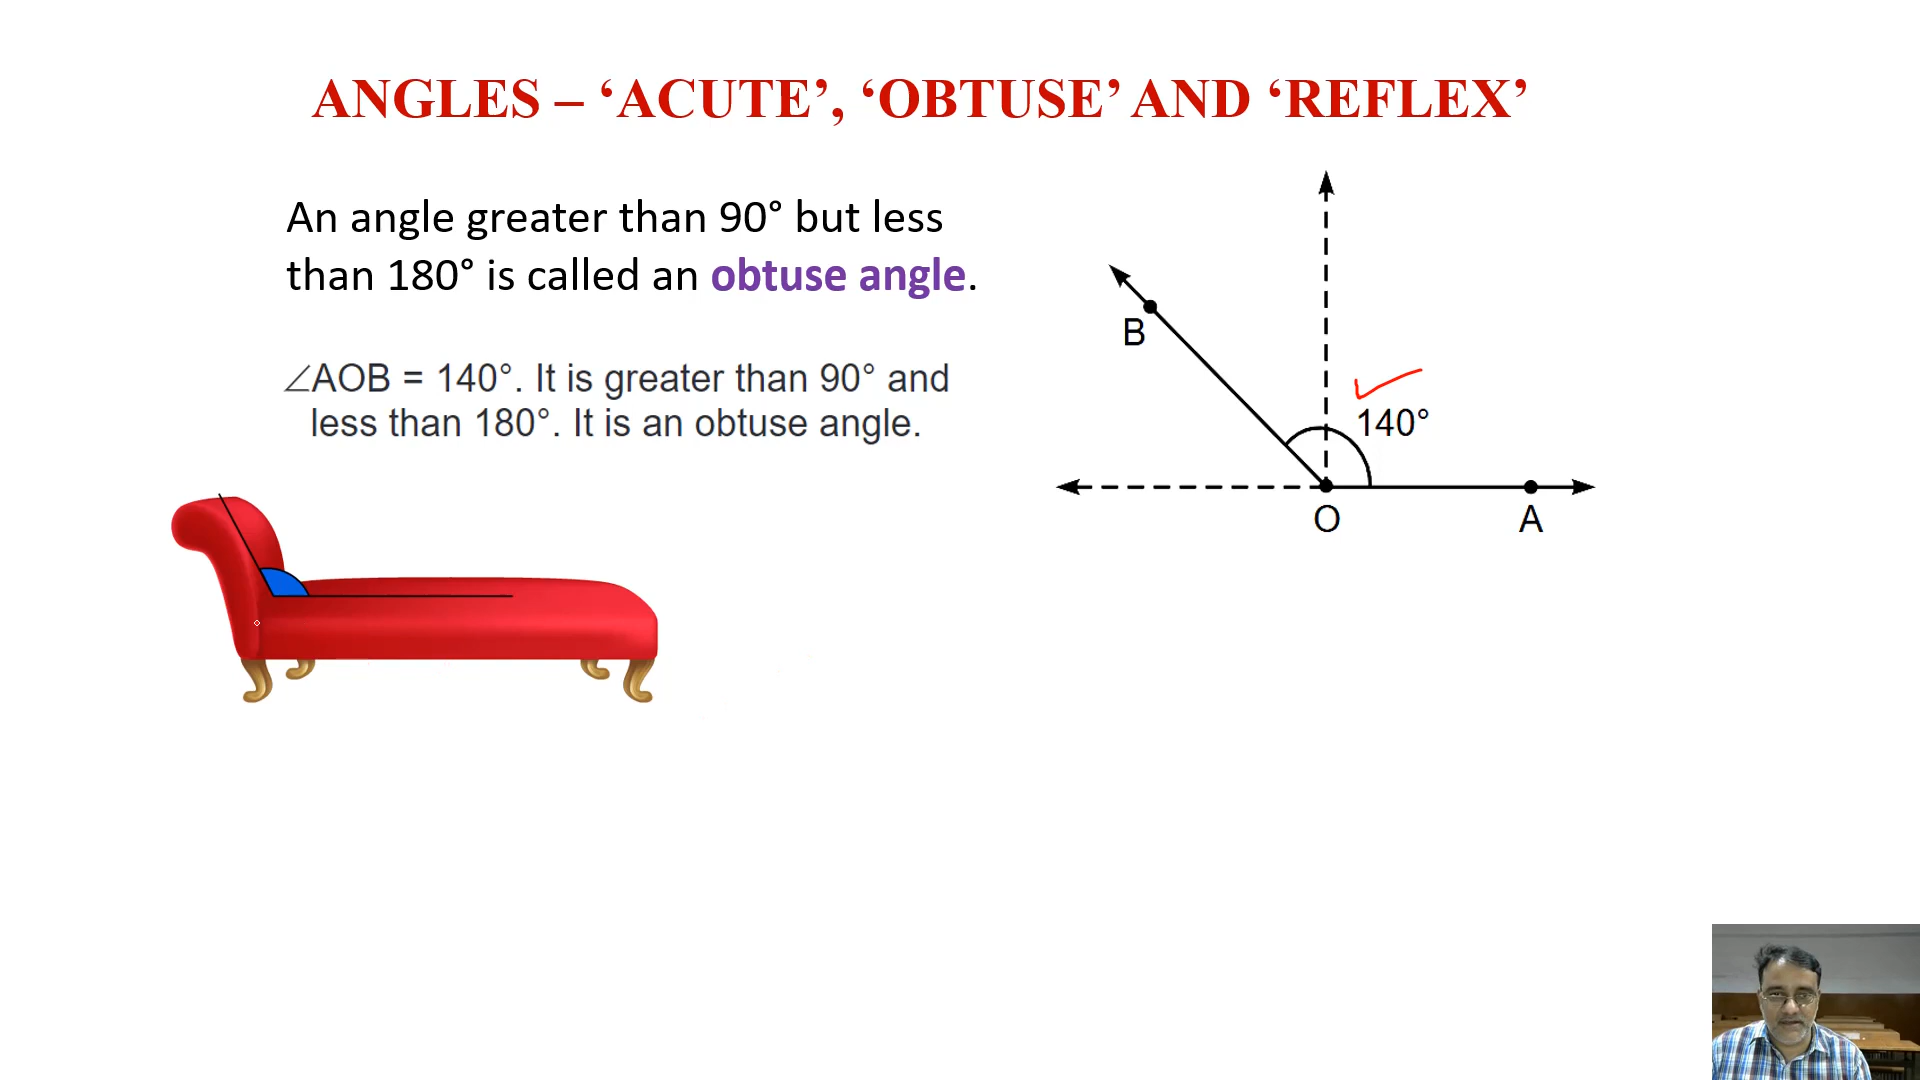 ANGLES – ‘ACUTE’, ‘OBTUSE’ AND ‘REFLEX’
An angle greater than 90° but less
than 180° is called an obtuse angle.
∠AOB = 140°. It is greater than 90° and
less than 180°. It is an obtuse angle.
B
140°
O
A